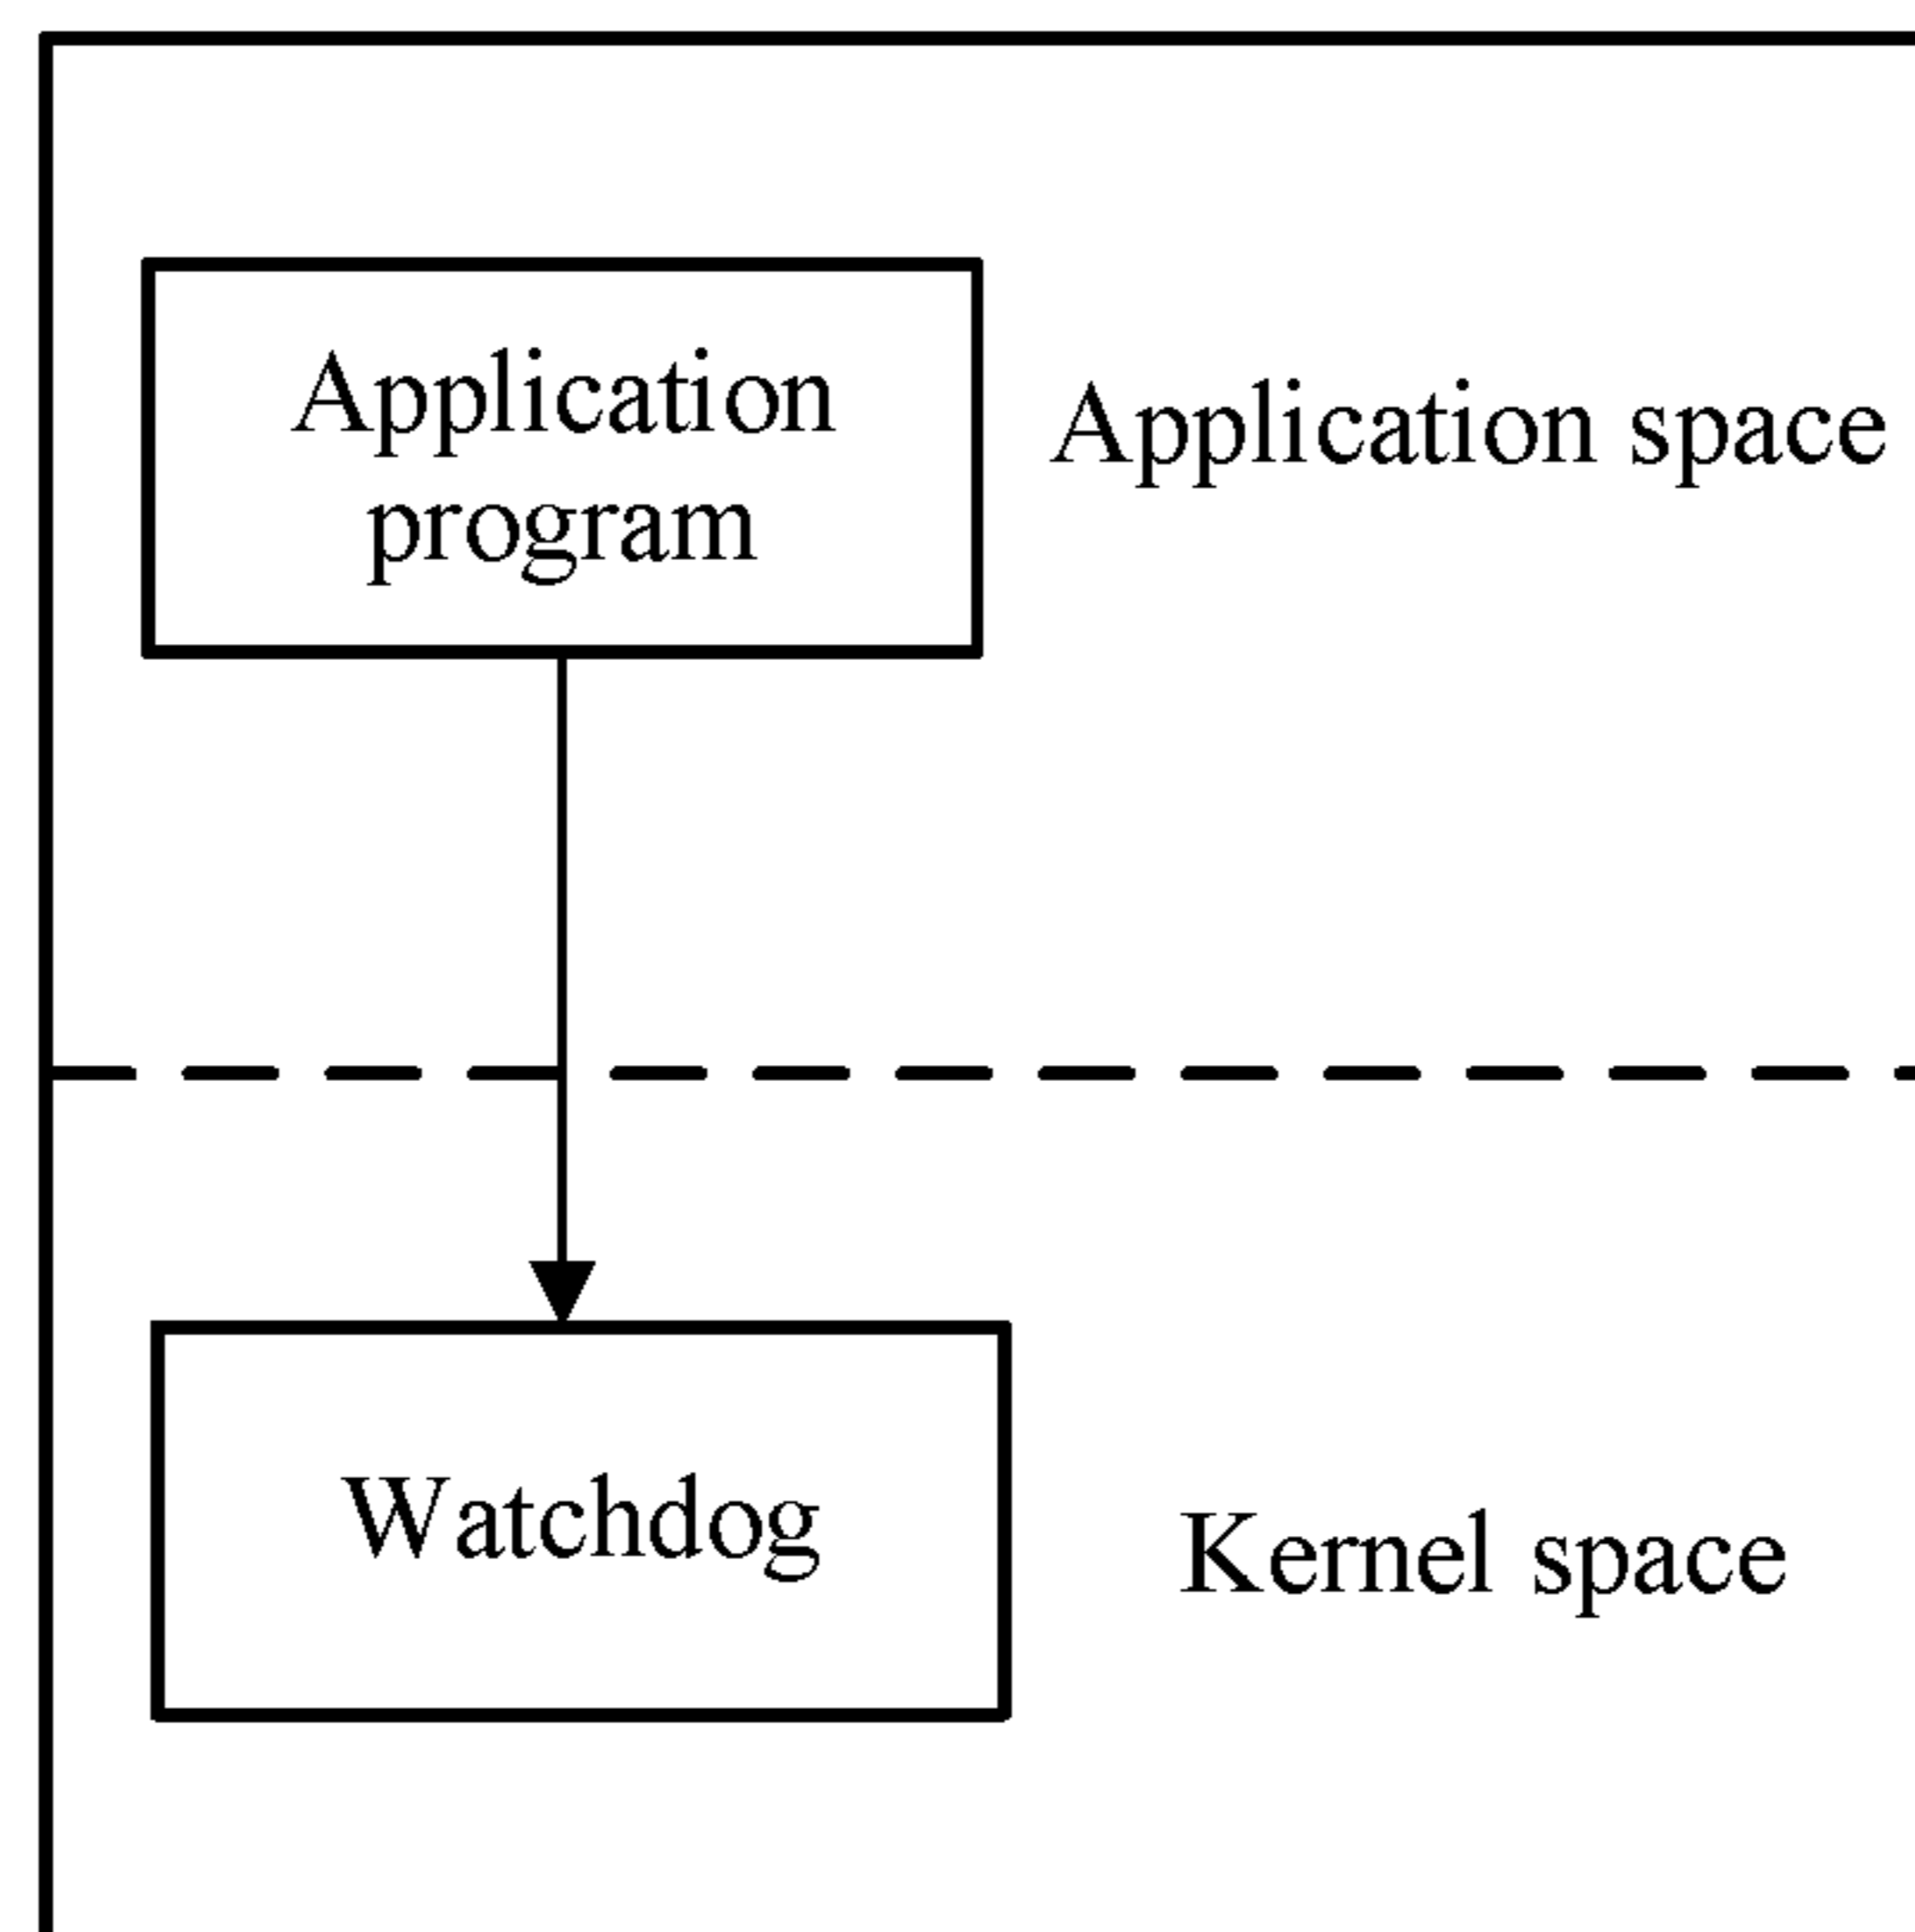 Application
program
Application space
Watchdog
Kernel space